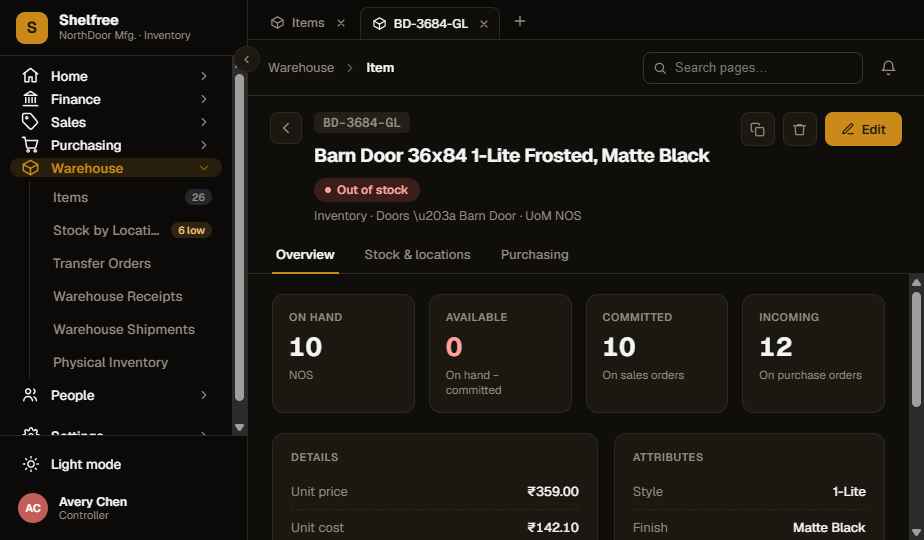 S
Shelfree
NorthDoor Mfg. · Inventory
Home
Finance
Sales
Purchasing
Warehouse
Items 26
Stock by Locati... 6 low
Transfer Orders
Warehouse Receipts
Warehouse Shipments
Physical Inventory
People
Settings
Light mode
AC
Avery Chen
Controller
Items
BD-3684-GL
Warehouse Item
Search pages...
BD-3684-GL
Edit
Barn Door 36x84 1-Lite Frosted, Matte Black
Out of stock
Inventory · Doors \u203a Barn Door · UoM NOS
Overview Stock & locations Purchasing
ON HAND
10
NOS
AVAILABLE
0
On hand −
committed
COMMITTED
10
On sales orders
INCOMING
12
On purchase orders
DETAILS
Unit price ₹359.00
Unit cost ₹142.10
ATTRIBUTES
Style 1-Lite
Finish Matte Black